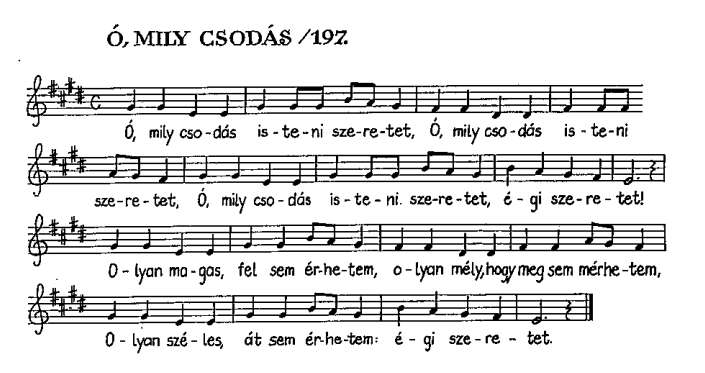 Ó, MILY CSODÁS /197.
Ó, mily cso-dás is-te-ni sze-re-tet, Ó, mily cso-dás is-te-ni
sze-re-tet, Ó, mily cso-dás is-te-ni. sze-re-tet, é-gi sze-re-tet!
O-lyan ma-gas, fel sem ér-he-tem, o-lyan mély, hogy meg sem mérhe-tem,
O-lyan szé-les, át sem ér-he-tem: é-gi sze-re-tet.